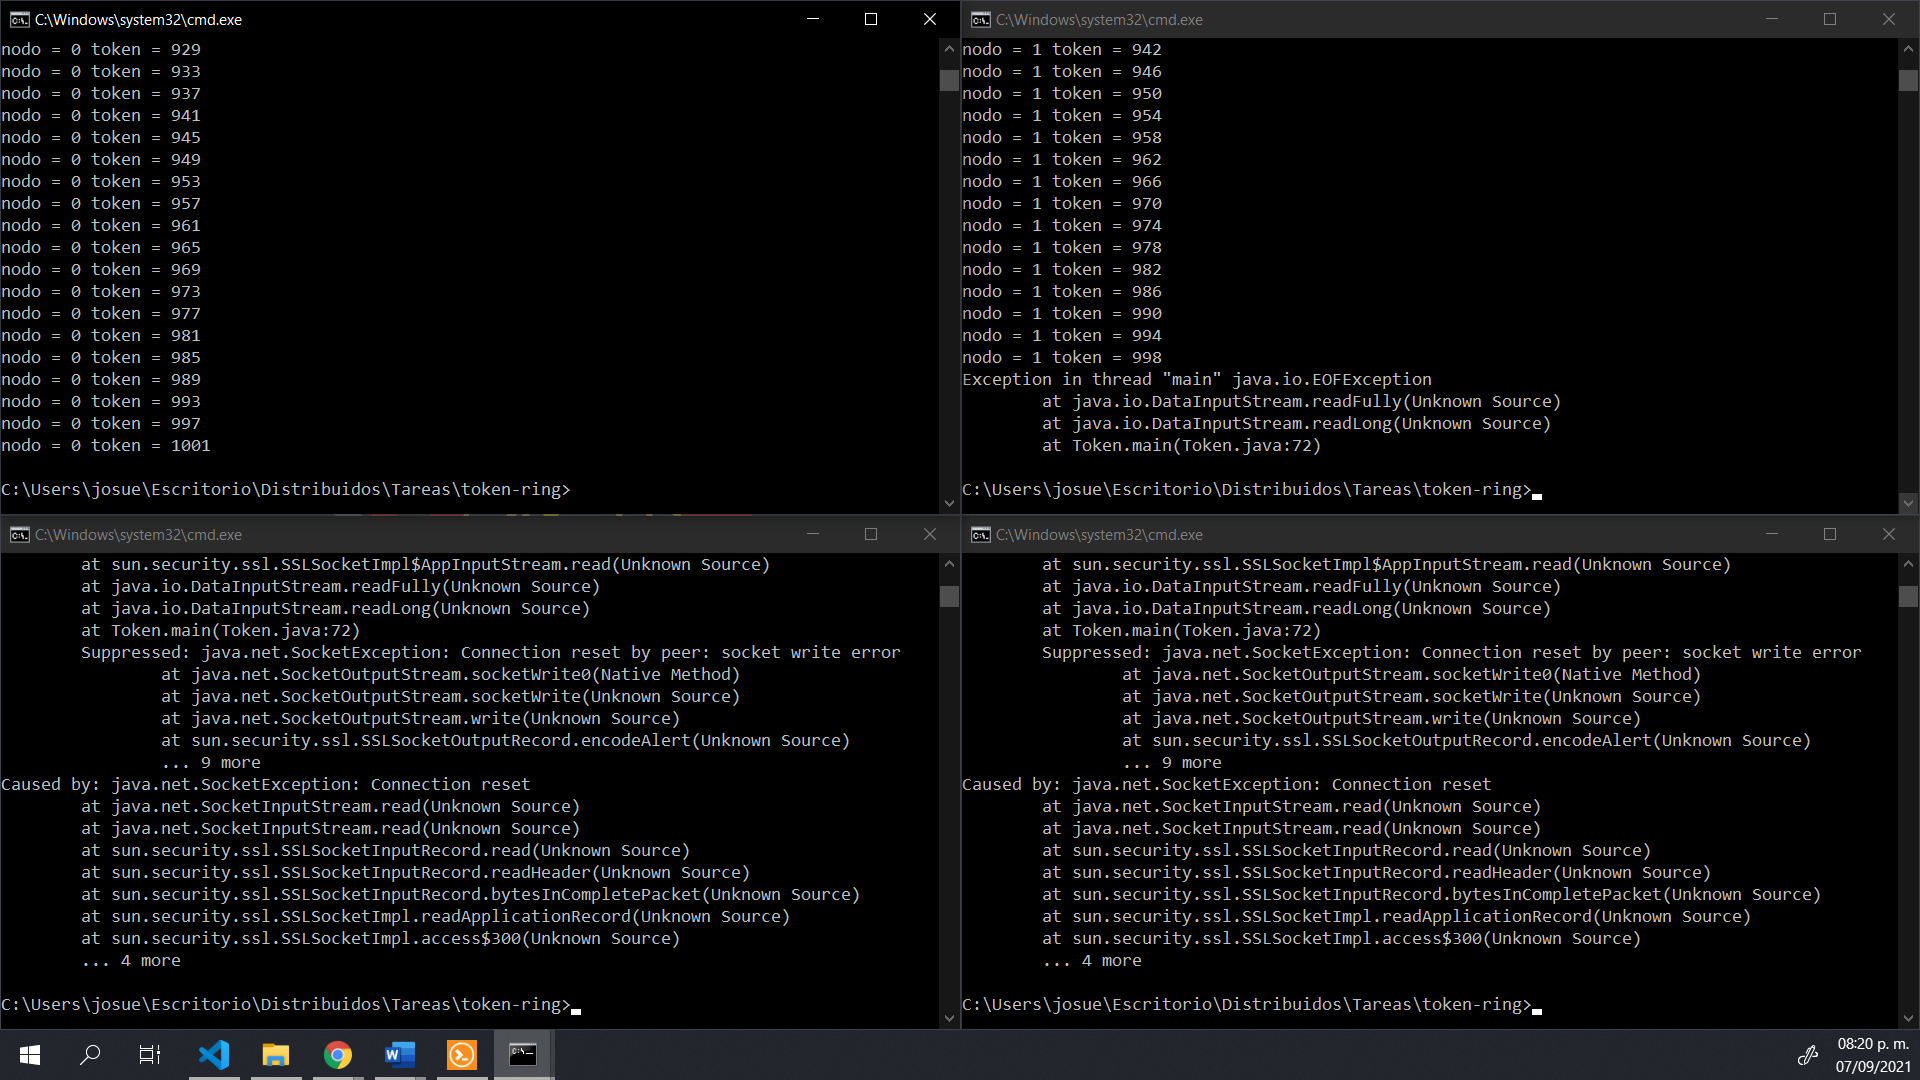 C:\Windows\system32\cmd.exe
nodo = 0 token = 929
nodo = 0 token = 933
nodo = 0 token = 937
nodo = 0 token = 941
nodo = 0 token = 945
nodo = 0 token = 949
nodo = 0 token = 953
nodo = 0 token = 957
nodo = 0 token = 961
nodo = 0 token = 965
nodo = 0 token = 969
nodo = 0 token = 973
nodo = 0 token = 977
nodo = 0 token = 981
nodo = 0 token = 985
nodo = 0 token = 989
nodo = 0 token = 993
nodo = 0 token = 997
nodo = 0 token = 1001
C:\Users\josue\Escritorio\Distribuidos\Tareas\token-ring>
C:\Windows\system32\cmd.exe
nodo = 1 token = 942
nodo = 1 token = 946
nodo = 1 token = 950
nodo = 1 token = 954
nodo = 1 token = 958
nodo = 1 token = 962
nodo = 1 token = 966
nodo = 1 token = 970
nodo = 1 token = 974
nodo = 1 token = 978
nodo = 1 token = 982
nodo = 1 token = 986
nodo = 1 token = 990
nodo = 1 token = 994
nodo = 1 token = 998
Exception in thread "main" java.io.EOFException
at java.io.DataInputStream.readFully(Unknown Source)
at java.io.DataInputStream.readLong(Unknown Source)
at Token.main(Token.java:72)
C:\Users\josue\Escritorio\Distribuidos\Tareas\token-ring>
C:\Windows\system32\cmd.exe
at sun.security.ssl.SSLSocketImpl$AppInputStream.read(Unknown Source)
at java.io.DataInputStream.readFully(Unknown Source)
at java.io.DataInputStream.readLong(Unknown Source)
at Token.main(Token.java:72)
Suppressed: java.net.SocketException: Connection reset by peer: socket write error
at java.net.SocketOutputStream.socketWrite0(Native Method)
at java.net.SocketOutputStream.socketWrite(Unknown Source)
at java.net.SocketOutputStream.write(Unknown Source)
at sun.security.ssl.SSLSocketOutputRecord.encodeAlert(Unknown Source)
... 9 more
Caused by: java.net.SocketException: Connection reset
at java.net.SocketInputStream.read(Unknown Source)
at java.net.SocketInputStream.read(Unknown Source)
at sun.security.ssl.SSLSocketInputRecord.read(Unknown Source)
at sun.security.ssl.SSLSocketInputRecord.readHeader(Unknown Source)
at sun.security.ssl.SSLSocketInputRecord.bytesInCompletePacket(Unknown Source)
at sun.security.ssl.SSLSocketImpl.readApplicationRecord(Unknown Source)
at sun.security.ssl.SSLSocketImpl.access$300(Unknown Source)
... 4 more
C:\Users\josue\Escritorio\Distribuidos\Tareas\token-ring>
C:\Windows\system32\cmd.exe
at sun.security.ssl.SSLSocketImpl$AppInputStream.read(Unknown Source)
at java.io.DataInputStream.readFully(Unknown Source)
at java.io.DataInputStream.readLong(Unknown Source)
at Token.main(Token.java:72)
Suppressed: java.net.SocketException: Connection reset by peer: socket write error
at java.net.SocketOutputStream.socketWrite0(Native Method)
at java.net.SocketOutputStream.socketWrite(Unknown Source)
at java.net.SocketOutputStream.write(Unknown Source)
at sun.security.ssl.SSLSocketOutputRecord.encodeAlert(Unknown Source)
... 9 more
Caused by: java.net.SocketException: Connection reset
at java.net.SocketInputStream.read(Unknown Source)
at java.net.SocketInputStream.read(Unknown Source)
at sun.security.ssl.SSLSocketInputRecord.read(Unknown Source)
at sun.security.ssl.SSLSocketInputRecord.readHeader(Unknown Source)
at sun.security.ssl.SSLSocketInputRecord.bytesInCompletePacket(Unknown Source)
at sun.security.ssl.SSLSocketImpl.readApplicationRecord(Unknown Source)
at sun.security.ssl.SSLSocketImpl.access$300(Unknown Source)
... 4 more
C:\Users\josue\Escritorio\Distribuidos\Tareas\token-ring>
08:20 p. m.
07/09/2021